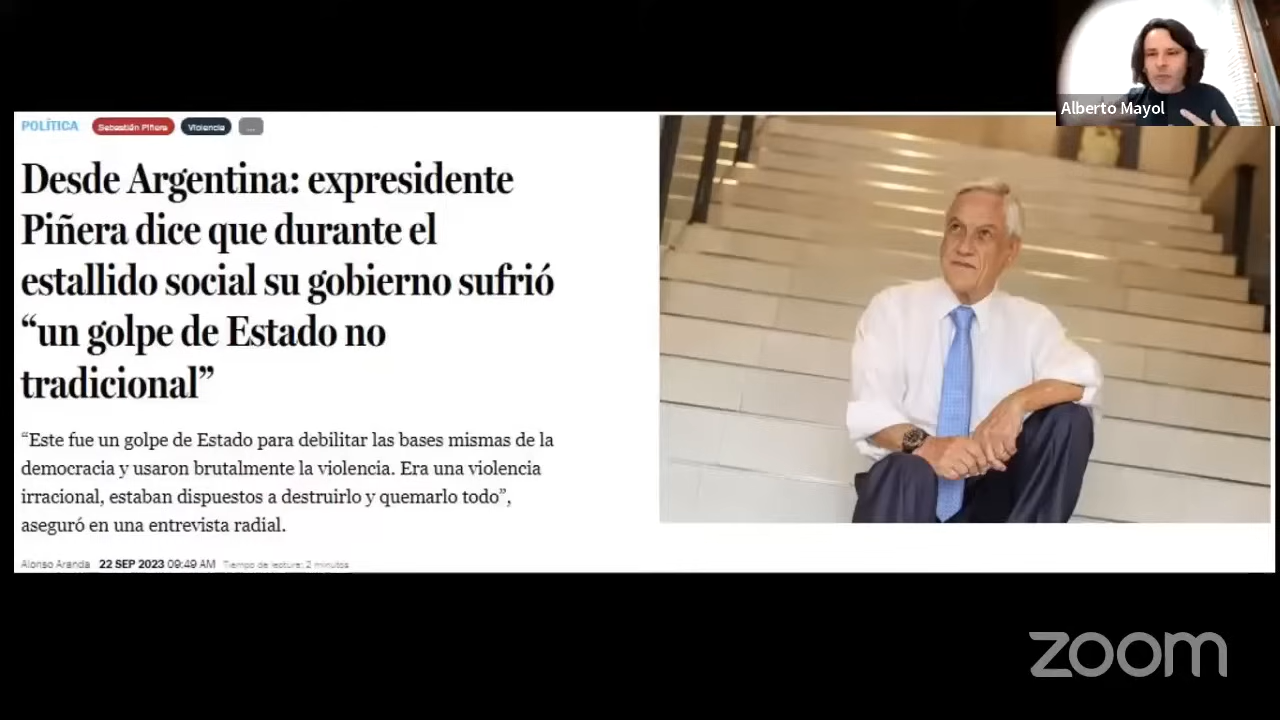 Alberto Mayol
POLÍTICA Sebastián Piñera Violencia ...
Desde Argentina: expresidente
Piñera dice que durante el
estallido social su gobierno sufrió
“un golpe de Estado no
tradicional”
“Este fue un golpe de Estado para debilitar las bases mismas de la
democracia y usaron brutalmente la violencia. Era una violencia
irracional, estaban dispuestos a destruirlo y quemarlo todo”,
aseguró en una entrevista radial.
Alonso Aranda 22 SEP 2023 09:49 AM Tiempo de lectura: 2 minutos
zoom